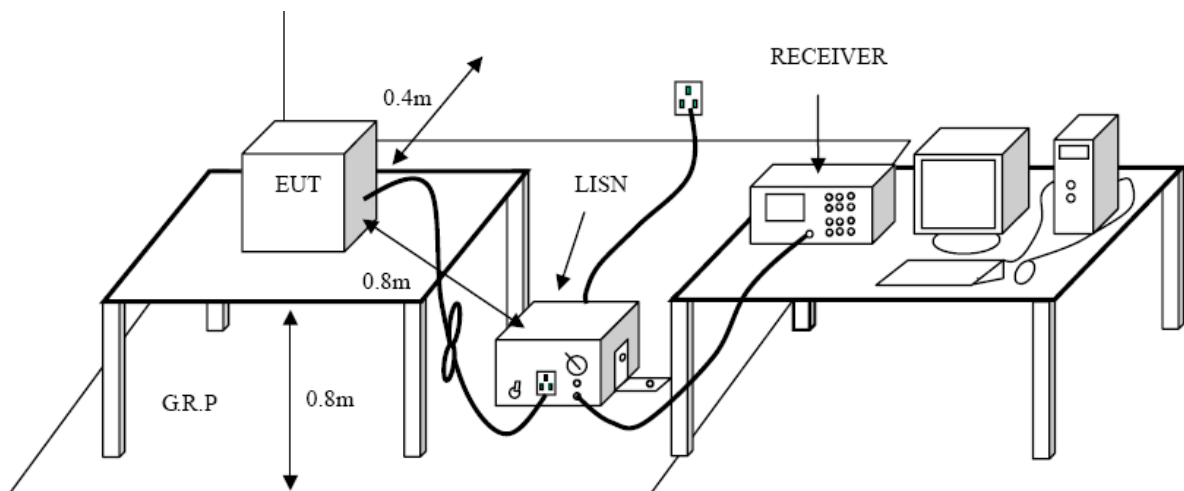 RECEIVER
0.4m
EUT
LISN
0.8m
G.R.P
0.8m